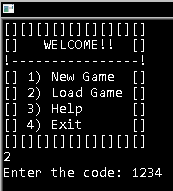 [][][][][][][][][]
[]   WELCOME!!  []
!----------------!
[] 1) New Game  []
[] 2) Load Game []
[] 3) Help      []
[] 4) Exit      []
[][][][][][][][][]
2
Enter the code: 1234